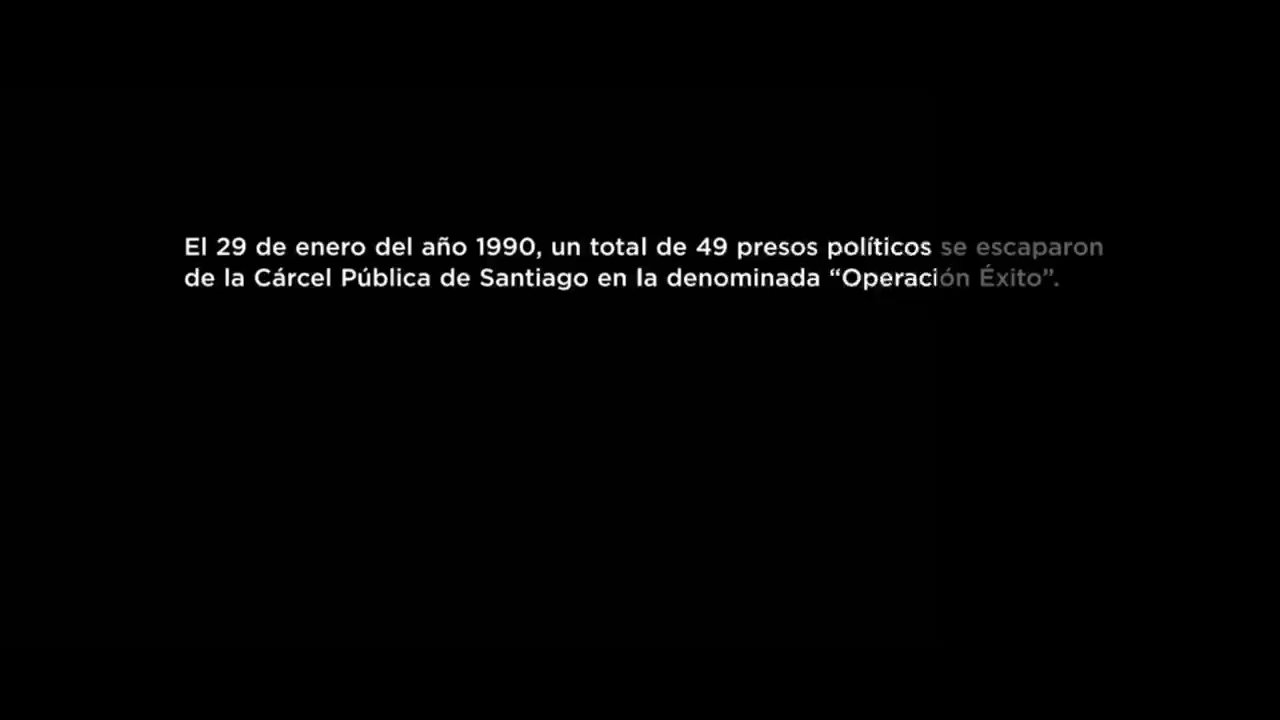 El 29 de enero del año 1990, un total de 49 presos políticos se escaparon
de la Cárcel Pública de Santiago en la denominada “Operación Éxito”.